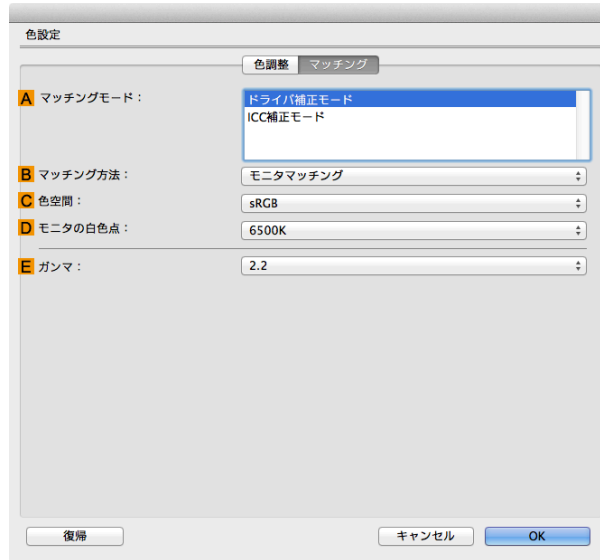 色設定
色調整 マッチング
A マッチングモード：
ドライバ補正モード
ICC補正モード
B マッチング方法： モニタマッチング
C 色空間： sRGB
D モニタの白色点： 6500K
E ガンマ： 2.2
復帰 キャンセル OK